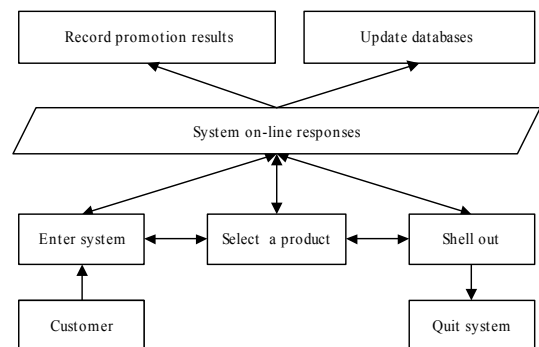 Record promotion results
Update databases
System on-line responses
Enter system
Select a product
Shell out
Customer
Quit system